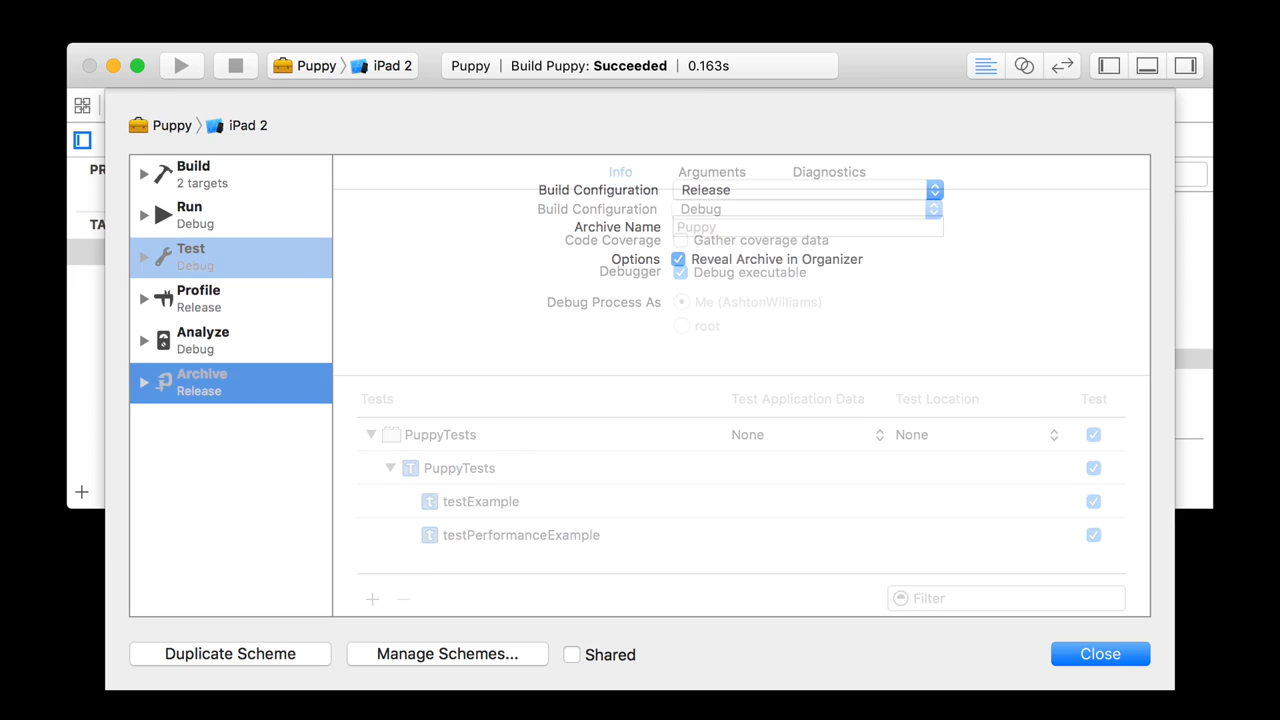 Puppy iPad 2
Puppy | Build Puppy: Succeeded | 0.163s
Puppy iPad 2
PR
TA
Build
2 targets
Run
Debug
Test
Debug
Profile
Release
Analyze
Debug
Archive
Release
Info Arguments Diagnostics
Build Configuration Release
Build Configuration Debug
Archive Name Puppy
Code Coverage Gather coverage data
Options Reveal Archive in Organizer
Debugger Debug executable
Debug Process As Me (AshtonWilliams)
root
Tests Test Application Data Test Location Test
PuppyTests None None
PuppyTests
testExample
testPerformanceExample
Filter
Duplicate Scheme Manage Schemes... Shared Close